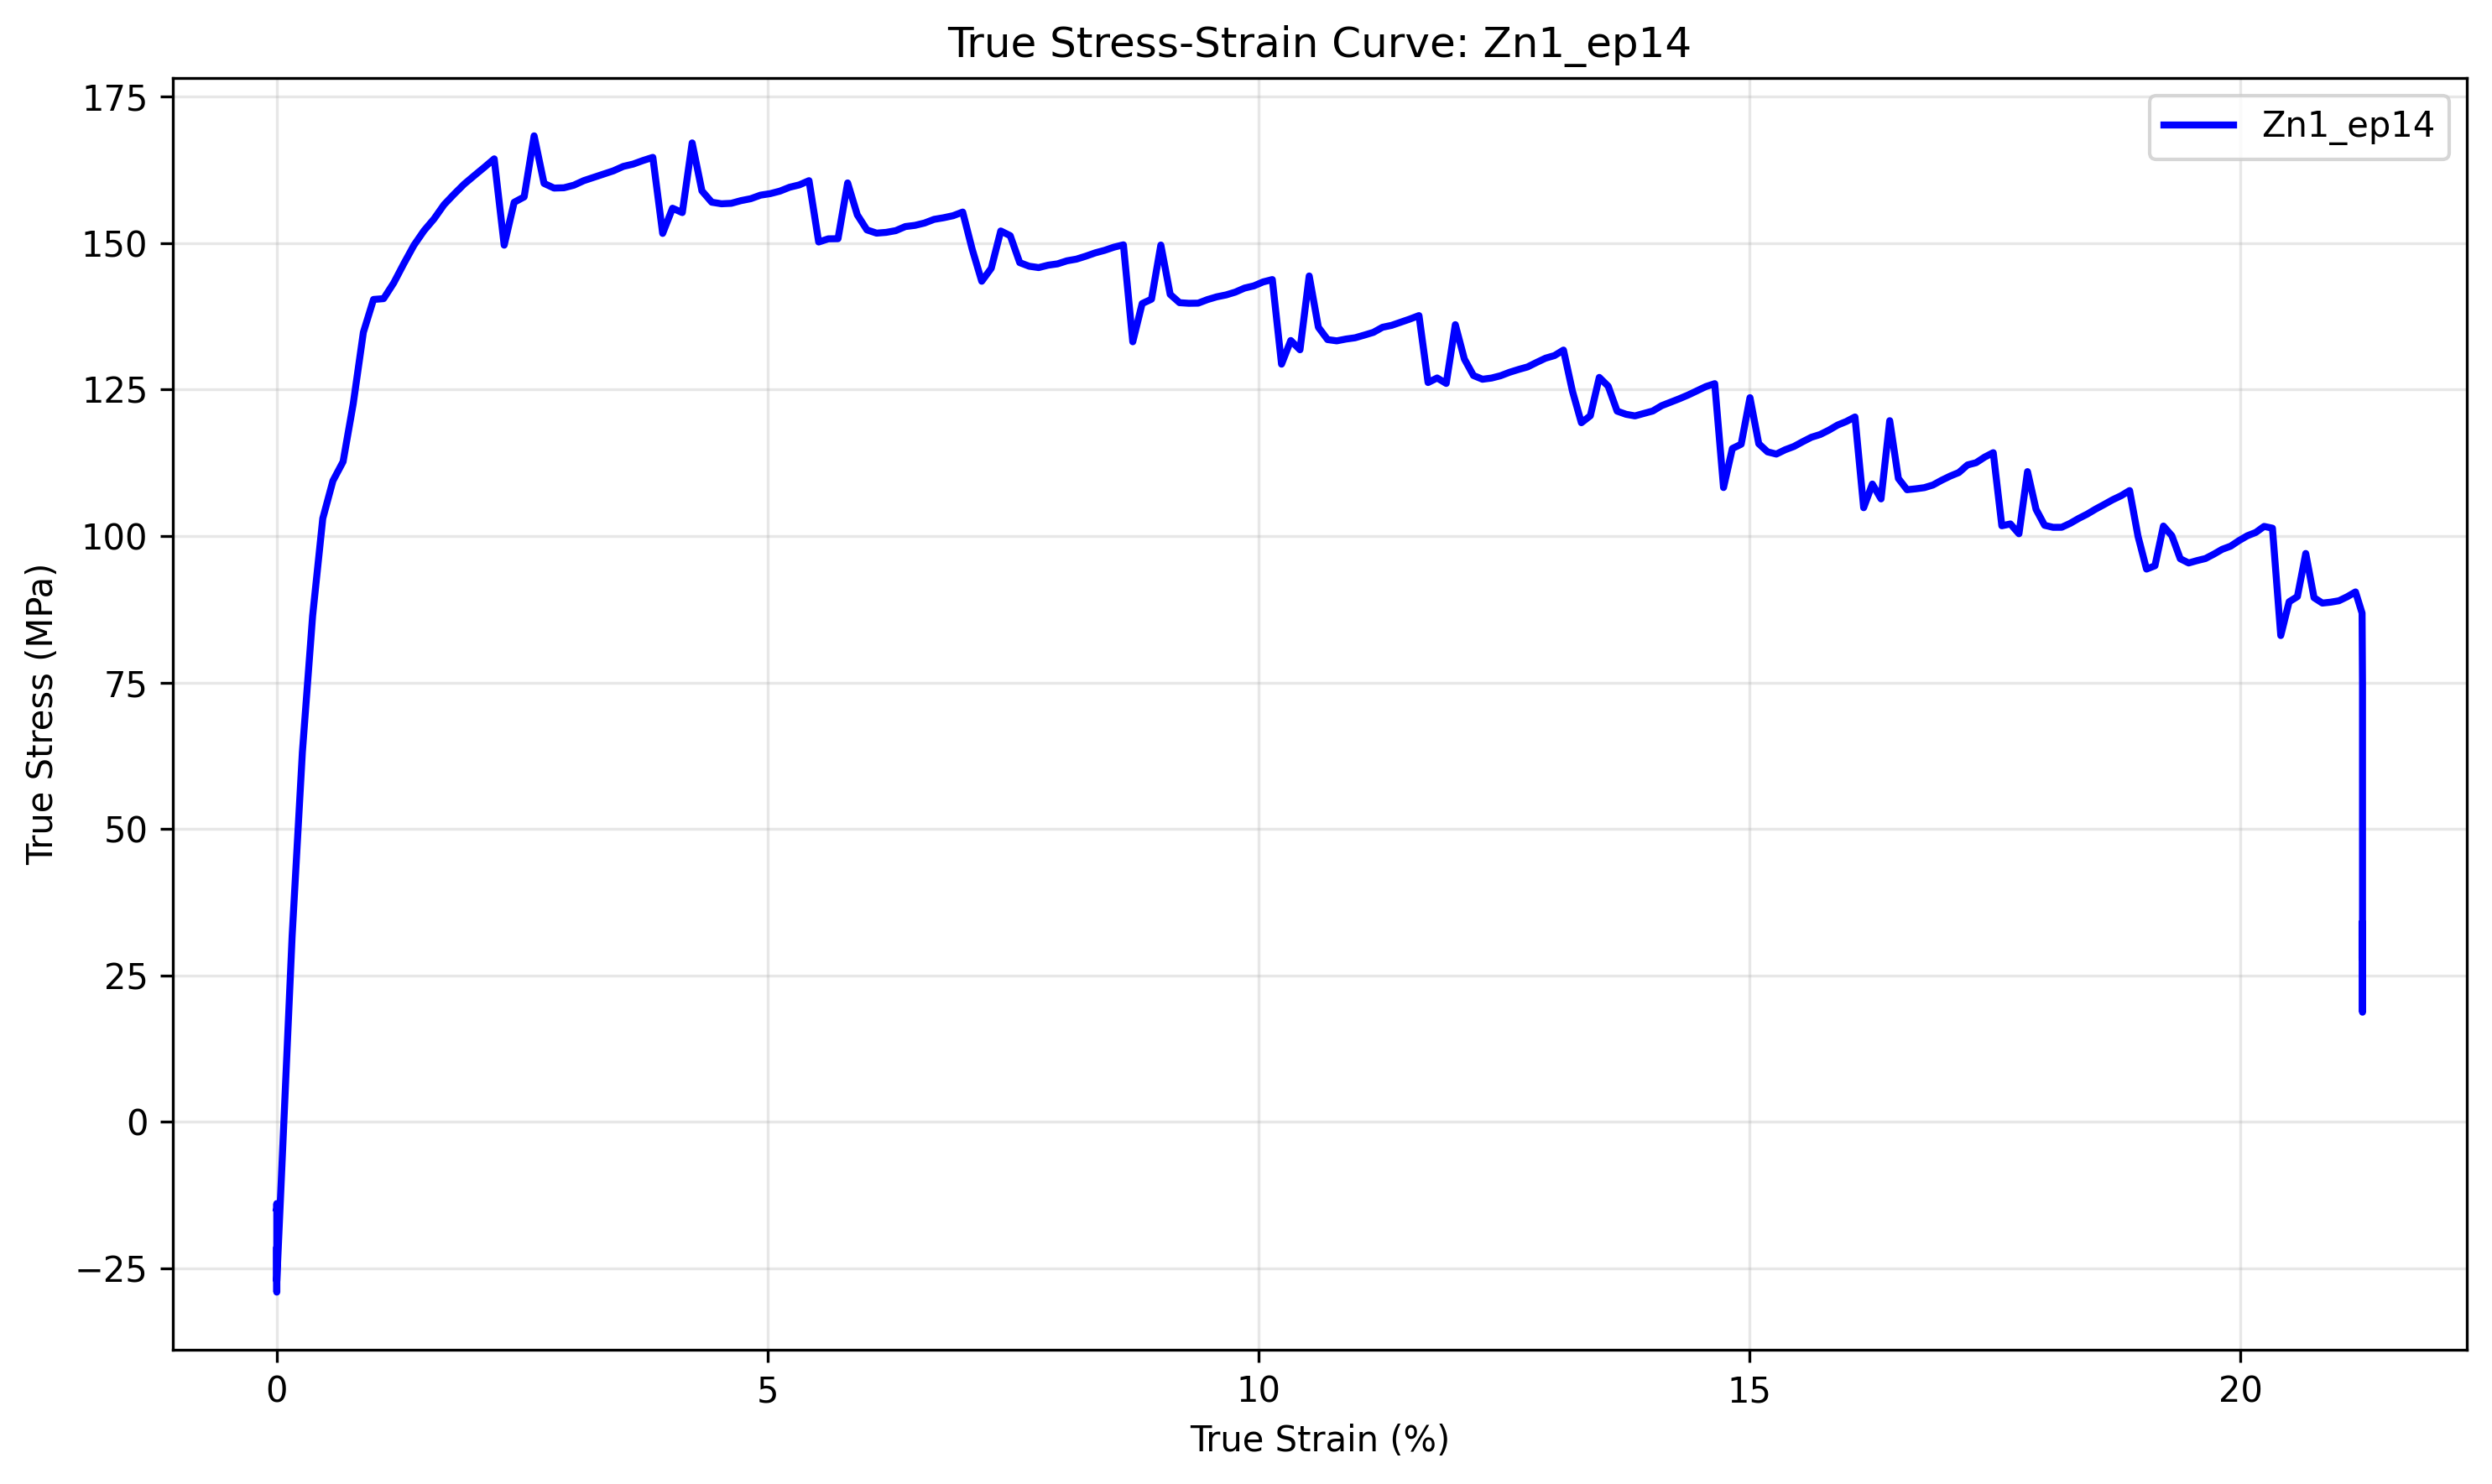 True Stress-Strain Curve: Zn1_ep14
Zn1_ep14
175
150
125
100
75
50
25
0
−25
True Stress (MPa)
0 5 10 15 20
True Strain (%)